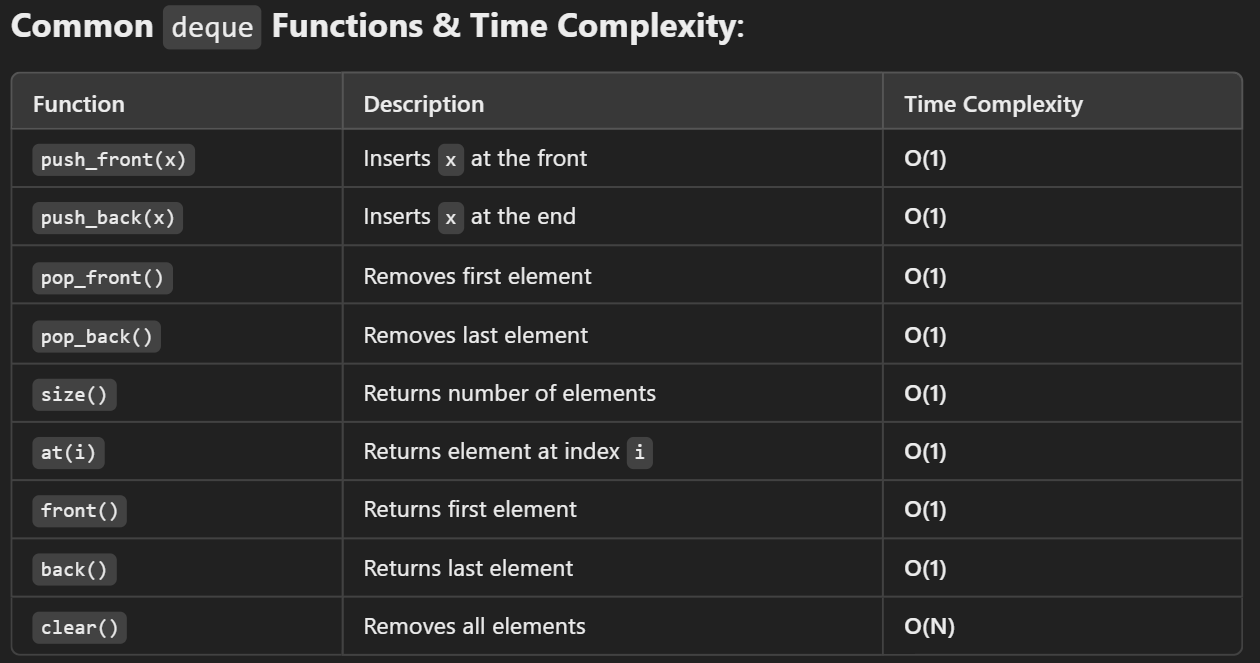 Common deque Functions & Time Complexity:
Function Description Time Complexity
push_front(x) Inserts x at the front O(1)
push_back(x) Inserts x at the end O(1)
pop_front() Removes first element O(1)
pop_back() Removes last element O(1)
size() Returns number of elements O(1)
at(i) Returns element at index i O(1)
front() Returns first element O(1)
back() Returns last element O(1)
clear() Removes all elements O(N)